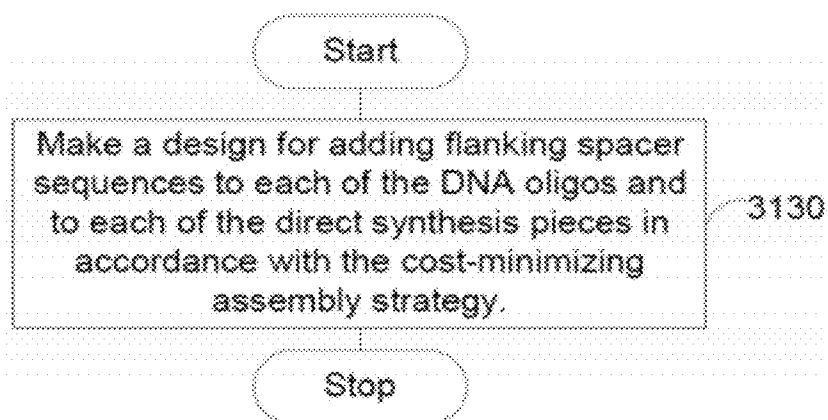 Start
Make a design for adding flanking spacer
sequences to each of the DNA oligos and
to each of the direct synthesis pieces in
accordance with the cost-minimizing
assembly strategy.
3130
Stop